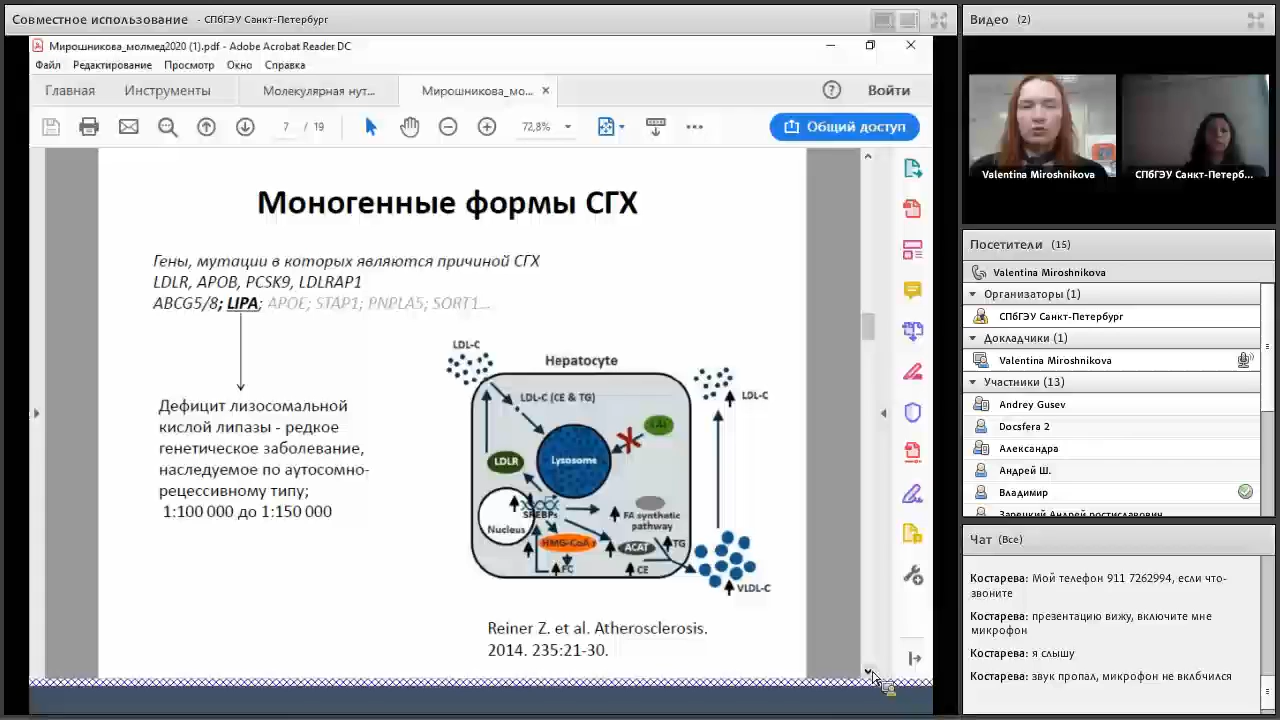 Совместное использование - СПбГЭУ Санкт-Петербург
Мирошникова_молмед2020 (1).pdf - Adobe Acrobat Reader DC
Файл Редактирование Просмотр Окно Справка
Главная Инструменты Молекулярная нут... Мирошникова_мо... × Войти
7 / 19 72,8% Общий доступ
Моногенные формы СГХ
Гены, мутации в которых являются причиной СГХ
LDLR, APOB, PCSK9, LDLRAP1
ABCG5/8; LIPA; APOE; STAP1; PNPLA5; SORT1...
Дефицит лизосомальной
кислой липазы - редкое
генетическое заболевание,
наследуемое по аутосомно-
рецессивному типу;
1:100 000 до 1:150 000
LDL-C
Hepatocyte
LDL-C (CE & TG)
LDL-C
LAL
Lysosome
LDLR
SREBPs
Nucleus
FA synthetic
pathway
HMG-CoA r
ACAT
TG
FC
CE
VLDL-C
Reiner Z. et al. Atherosclerosis.
2014. 235:21-30.
Видео (2)
Valentina Miroshnikova
СПбГЭУ Санкт-Петерб...
Посетители (15)
Valentina Miroshnikova
Организаторы (1)
СПбГЭУ Санкт-Петербург
Докладчики (1)
Valentina Miroshnikova
Участники (13)
Andrey Gusev
Docsfera 2
Александра
Андрей Ш.
Владимир
Зарецкий Андрей ростиславович
Чат (Все)
Костарева: Мой телефон 911 7262994, если что-
звоните
Костарева: презентацию вижу, включите мне
микрофон
Костарева: я слышу
Костарева: звук пропал, микрофон не вклбчился